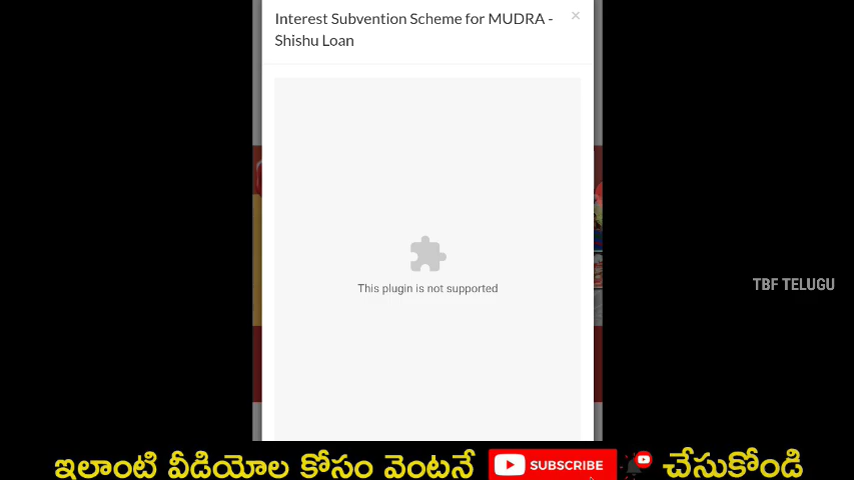 Interest Subvention Scheme for MUDRA -
Shishu Loan
×
This plugin is not supported
TBF TELUGU
ఇలాంటి వీడియోల కోసం వెంటనే SUBSCRIBE చేసుకోండి